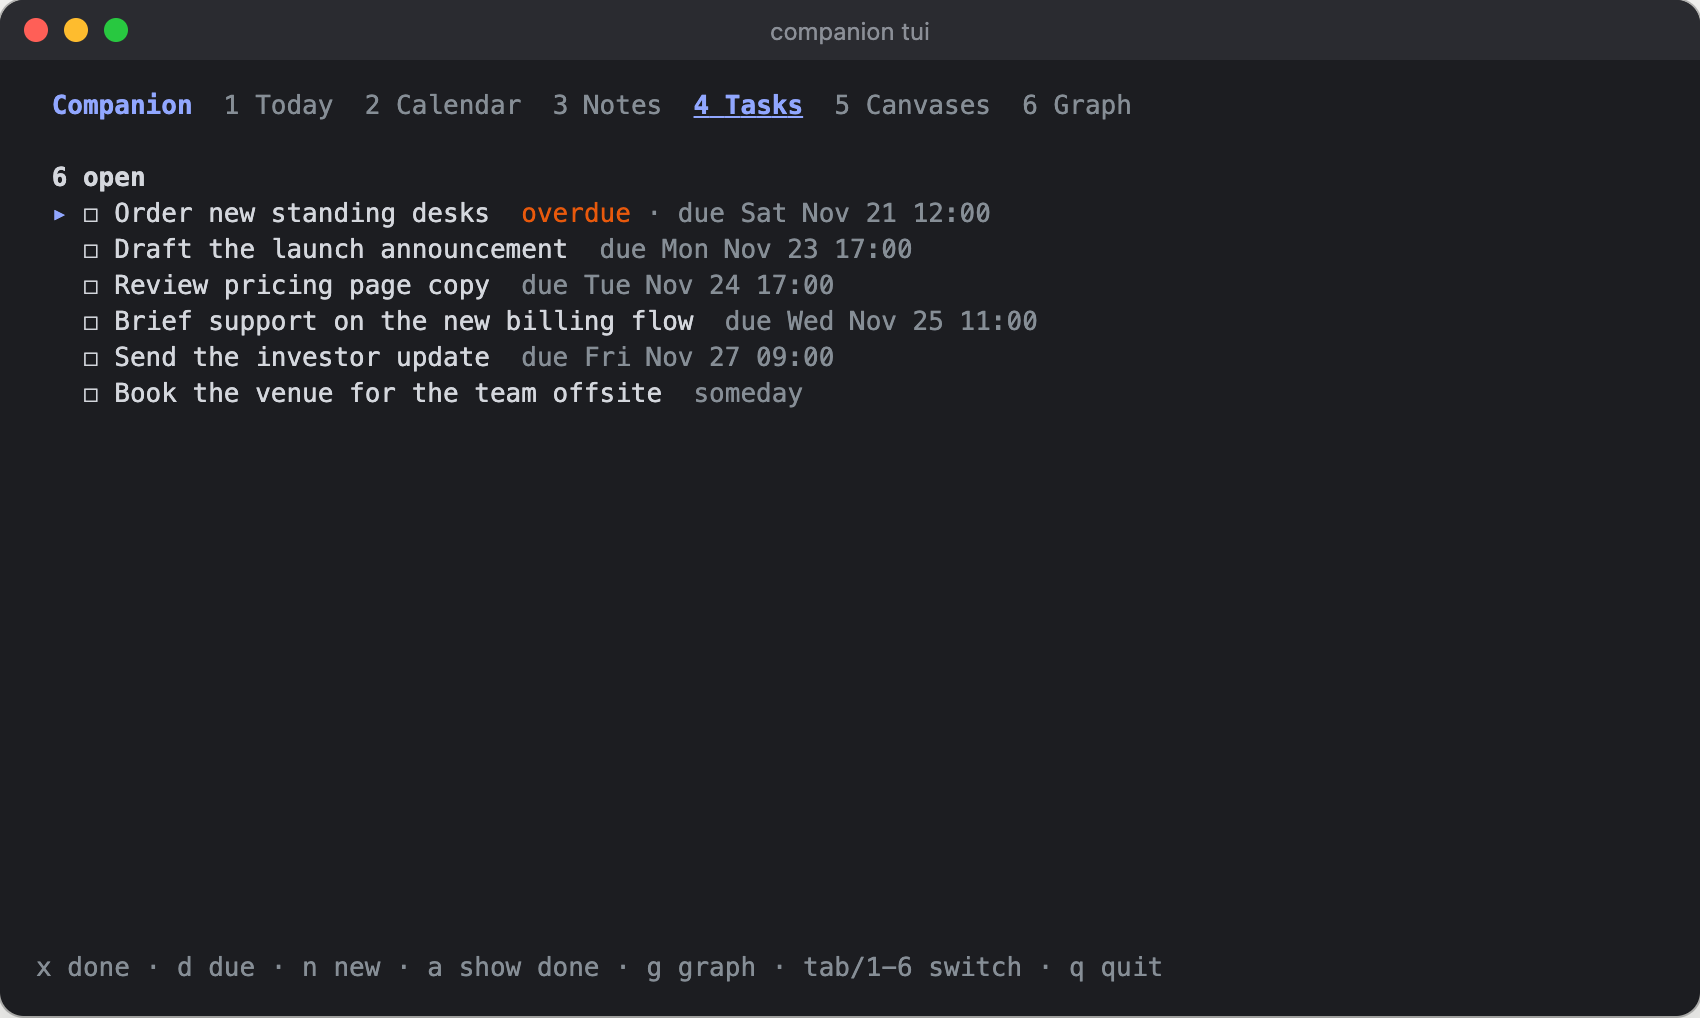 companion tui
Companion  1 Today  2 Calendar  3 Notes  4 Tasks  5 Canvases  6 Graph
6 open
▸ □ Order new standing desks  overdue · due Sat Nov 21 12:00
□ Draft the launch announcement  due Mon Nov 23 17:00
□ Review pricing page copy  due Tue Nov 24 17:00
□ Brief support on the new billing flow  due Wed Nov 25 11:00
□ Send the investor update  due Fri Nov 27 09:00
□ Book the venue for the team offsite  someday
x done · d due · n new · a show done · g graph · tab/1–6 switch · q quit